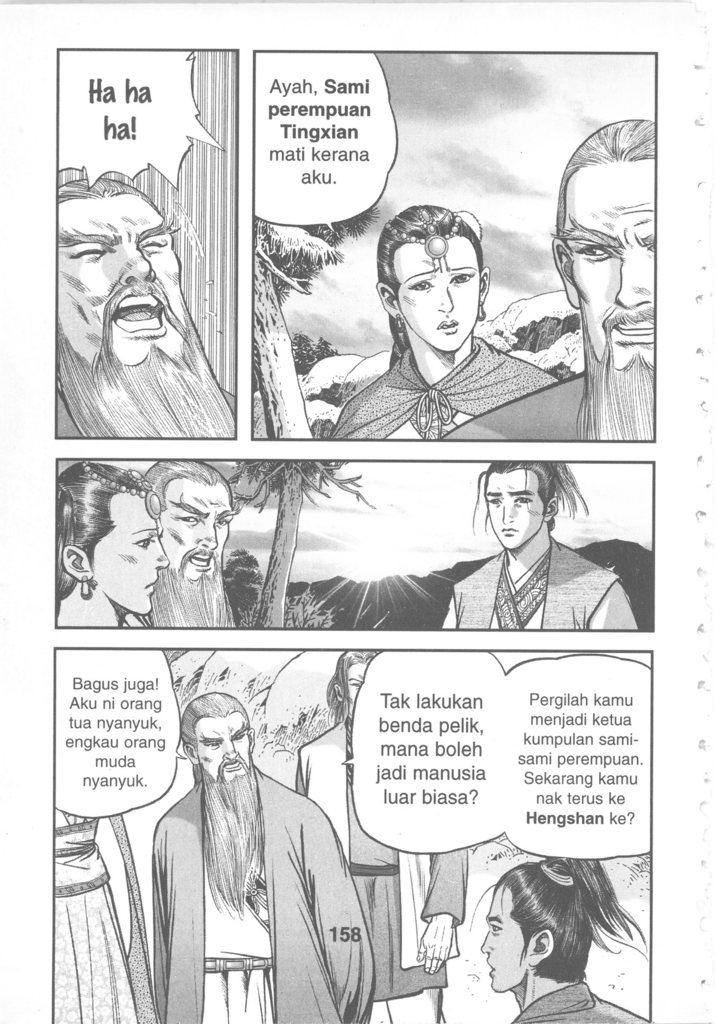 Ha ha
ha!
Ayah, Sami
perempuan
Tingxian
mati kerana
aku.
Bagus juga!
Aku ni orang
tua nyanyuk,
engkau orang
muda
nyanyuk.
Tak lakukan
benda pelik,
mana boleh
jadi manusia
luar biasa?
Pergilah kamu
menjadi ketua
kumpulan sami-
sami perempuan.
Sekarang kamu
nak terus ke
Hengshan ke?
158